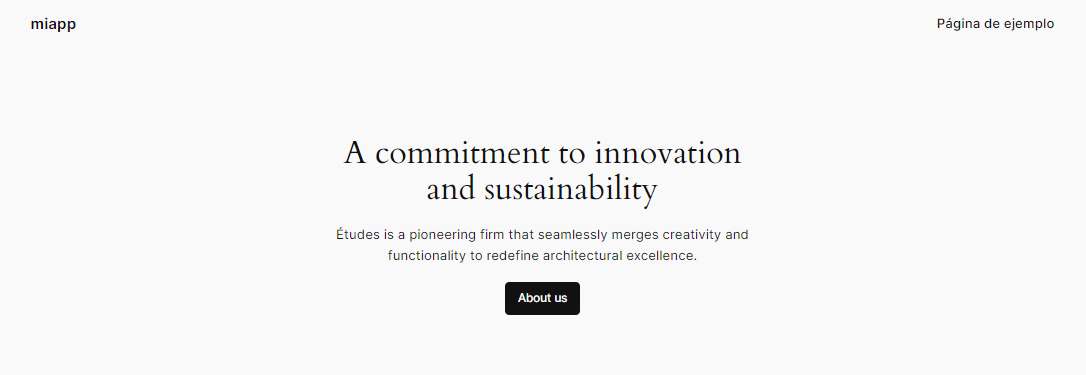 miapp
Página de ejemplo
A commitment to innovation
and sustainability
Études is a pioneering firm that seamlessly merges creativity and
functionality to redefine architectural excellence.
About us